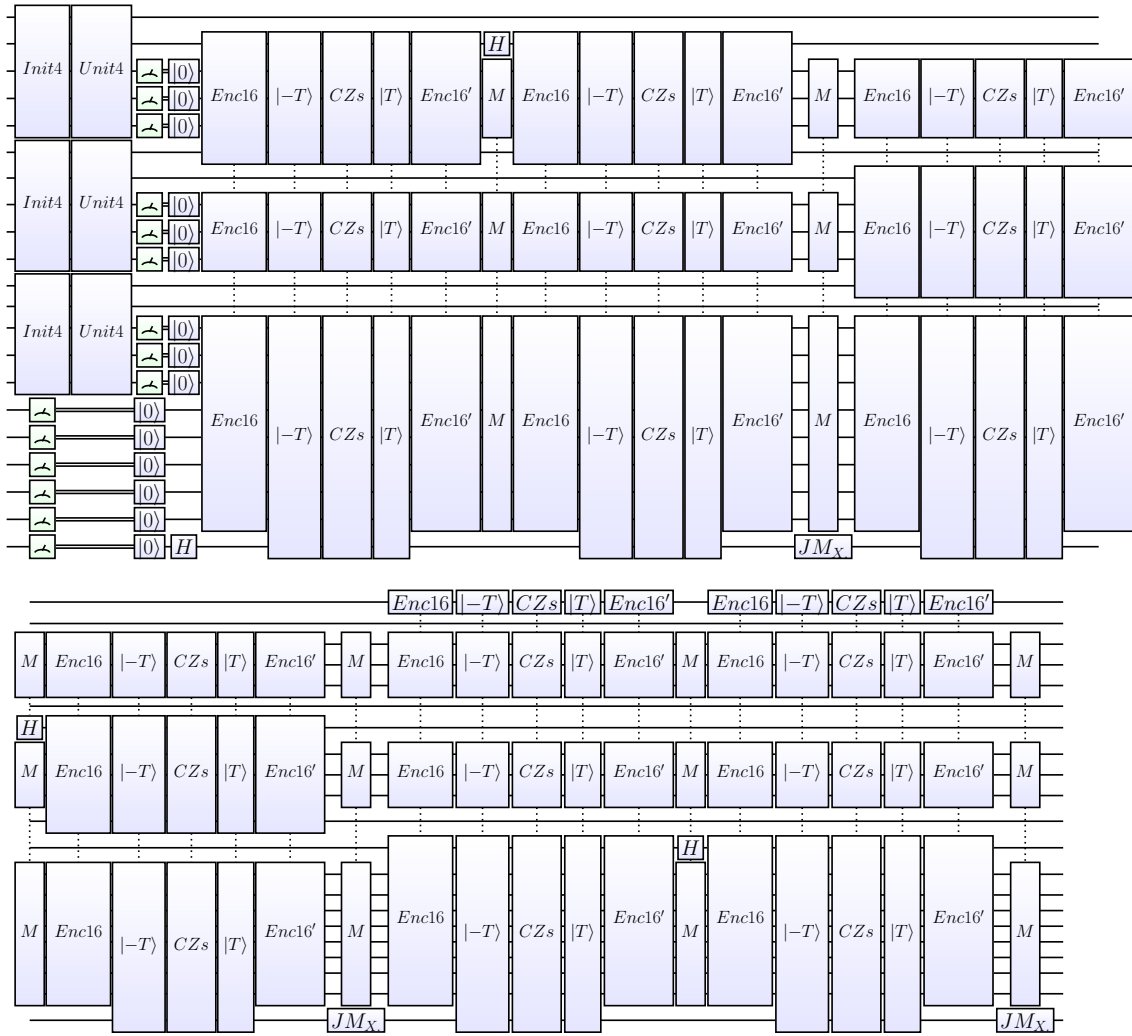 H
Init4 Unit4 |0⟩ Enc16 |−T⟩ CZs |T⟩ Enc16′ M Enc16 |−T⟩ CZs |T⟩ Enc16′ M Enc16 |−T⟩ CZs |T⟩ Enc16′
|0⟩
|0⟩
|0⟩
Init4 Unit4 |0⟩ Enc16 |−T⟩ CZs |T⟩ Enc16′ M Enc16 |−T⟩ CZs |T⟩ Enc16′ M Enc16 |−T⟩ CZs |T⟩ Enc16′
|0⟩
Init4 Unit4 |0⟩
|0⟩
|0⟩
|0⟩
Enc16 |−T⟩ CZs |T⟩ Enc16′ M Enc16 |−T⟩ CZs |T⟩ Enc16′ M Enc16 |−T⟩ CZs |T⟩ Enc16′
|0⟩
|0⟩
|0⟩
|0⟩
|0⟩ H JM_X.
Enc16 |−T⟩ CZs |T⟩ Enc16′ Enc16 |−T⟩ CZs |T⟩ Enc16′
M Enc16 |−T⟩ CZs |T⟩ Enc16′ M Enc16 |−T⟩ CZs |T⟩ Enc16′ M Enc16 |−T⟩ CZs |T⟩ Enc16′ M
H
M Enc16 |−T⟩ CZs |T⟩ Enc16′ M Enc16 |−T⟩ CZs |T⟩ Enc16′ M Enc16 |−T⟩ CZs |T⟩ Enc16′ M
H
M Enc16 |−T⟩ CZs |T⟩ Enc16′ M Enc16 |−T⟩ CZs |T⟩ Enc16′ M Enc16 |−T⟩ CZs |T⟩ Enc16′ M
JM_X. JM_X.